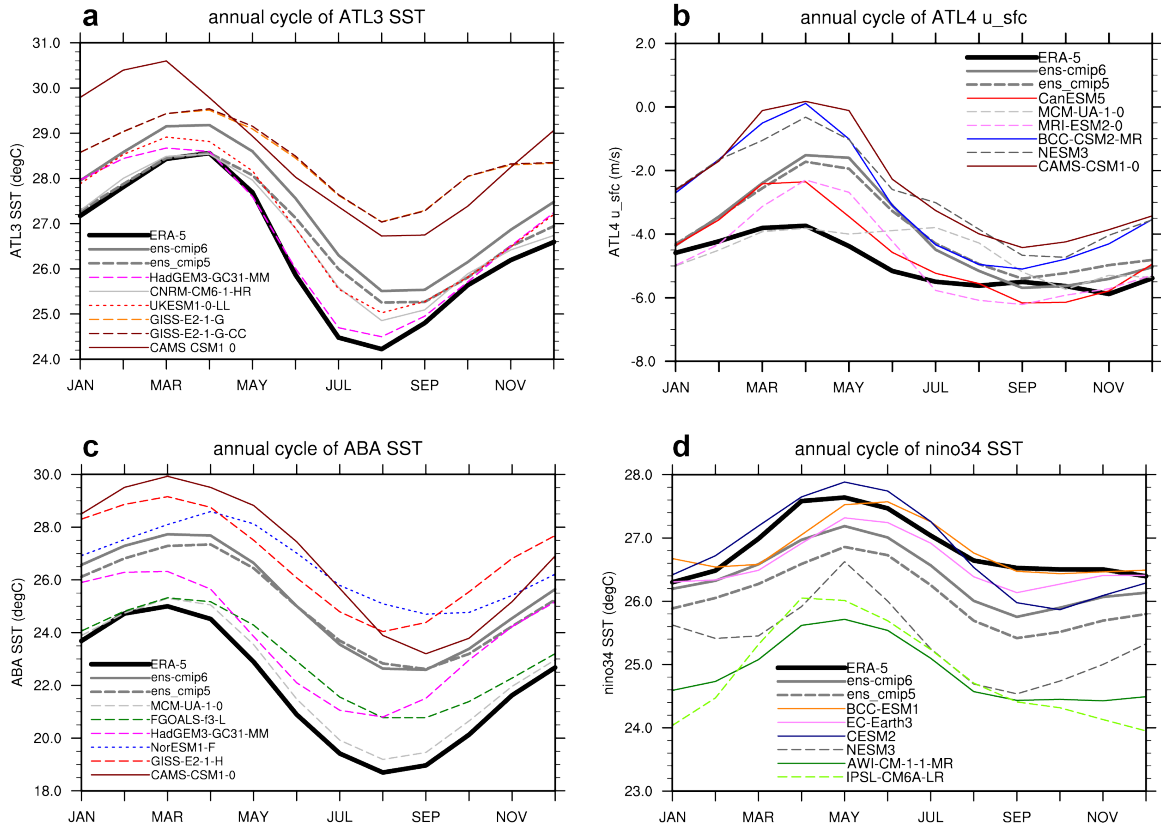 a
annual cycle of ATL3 SST
31.0
30.0
29.0
28.0
27.0
26.0
25.0
24.0
ATL3 SST (degC)
ERA-5
ens-cmip6
ens_cmip5
HadGEM3-GC31-MM
CNRM-CM6-1-HR
UKESM1-0-LL
GISS-E2-1-G
GISS-E2-1-G-CC
CAMS CSM1 0
JAN MAR MAY JUL SEP NOV
b
annual cycle of ATL4 u_sfc
2.0
0.0
-2.0
-4.0
-6.0
-8.0
ATL4 u_sfc (m/s)
ERA-5
ens-cmip6
ens_cmip5
CanESM5
MCM-UA-1-0
MRI-ESM2-0
BCC-CSM2-MR
NESM3
CAMS-CSM1-0
JAN MAR MAY JUL SEP NOV
c
annual cycle of ABA SST
30.0
28.0
26.0
24.0
22.0
20.0
18.0
ABA SST (degC)
ERA-5
ens-cmip6
ens_cmip5
MCM-UA-1-0
FGOALS-f3-L
HadGEM3-GC31-MM
NorESM1-F
GISS-E2-1-H
CAMS-CSM1-0
JAN MAR MAY JUL SEP NOV
d
annual cycle of nino34 SST
28.0
27.0
26.0
25.0
24.0
23.0
nino34 SST (degC)
ERA-5
ens-cmip6
ens_cmip5
BCC-ESM1
EC-Earth3
CESM2
NESM3
AWI-CM-1-1-MR
IPSL-CM6A-LR
JAN MAR MAY JUL SEP NOV